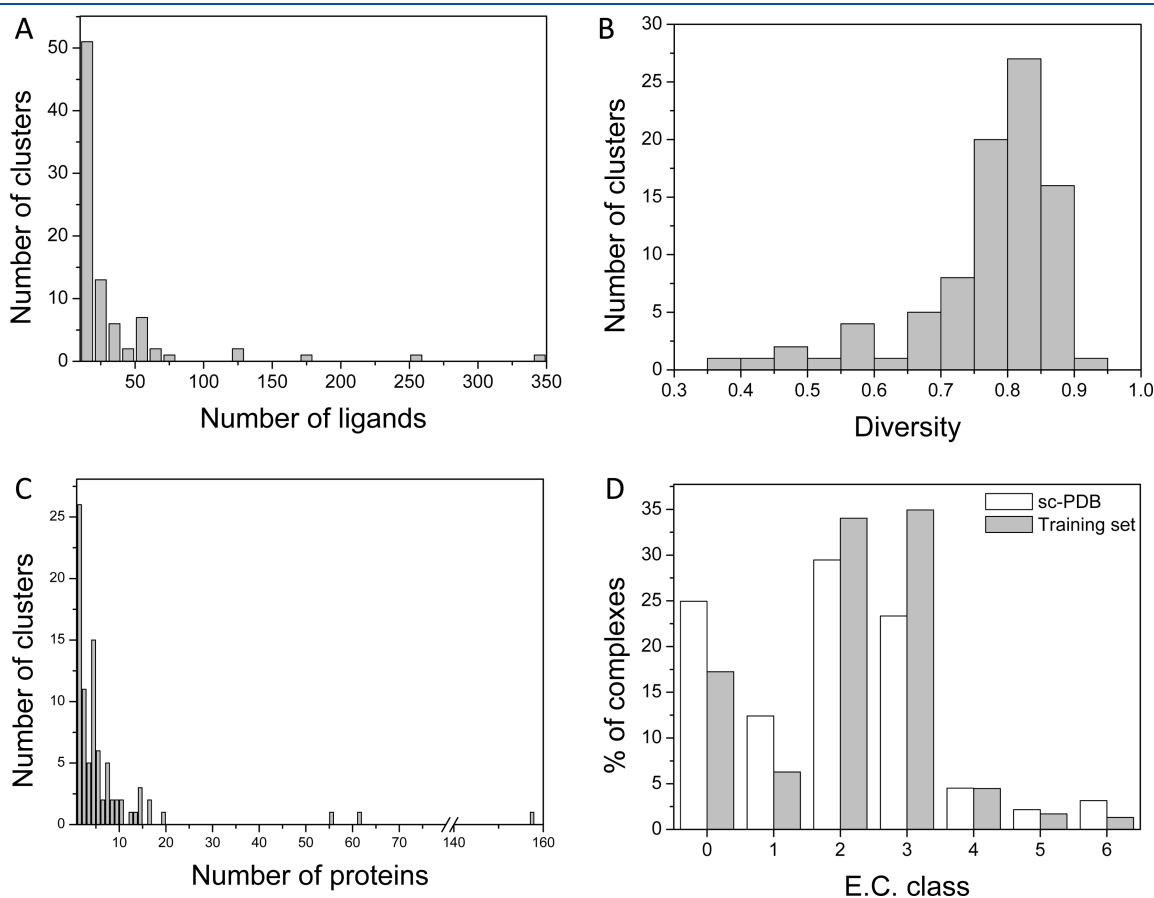 A
Number of clusters
50
40
30
20
10
0
50 100 150 200 250 300 350
Number of ligands
B
Number of clusters
30
25
20
15
10
5
0
0.3 0.4 0.5 0.6 0.7 0.8 0.9 1.0
Diversity
C
Number of clusters
25
20
15
10
5
0
10 20 30 40 50 60 70 140 160
Number of proteins
D
% of complexes
35
30
25
20
15
10
5
0
sc-PDB
Training set
0 1 2 3 4 5 6
E.C. class